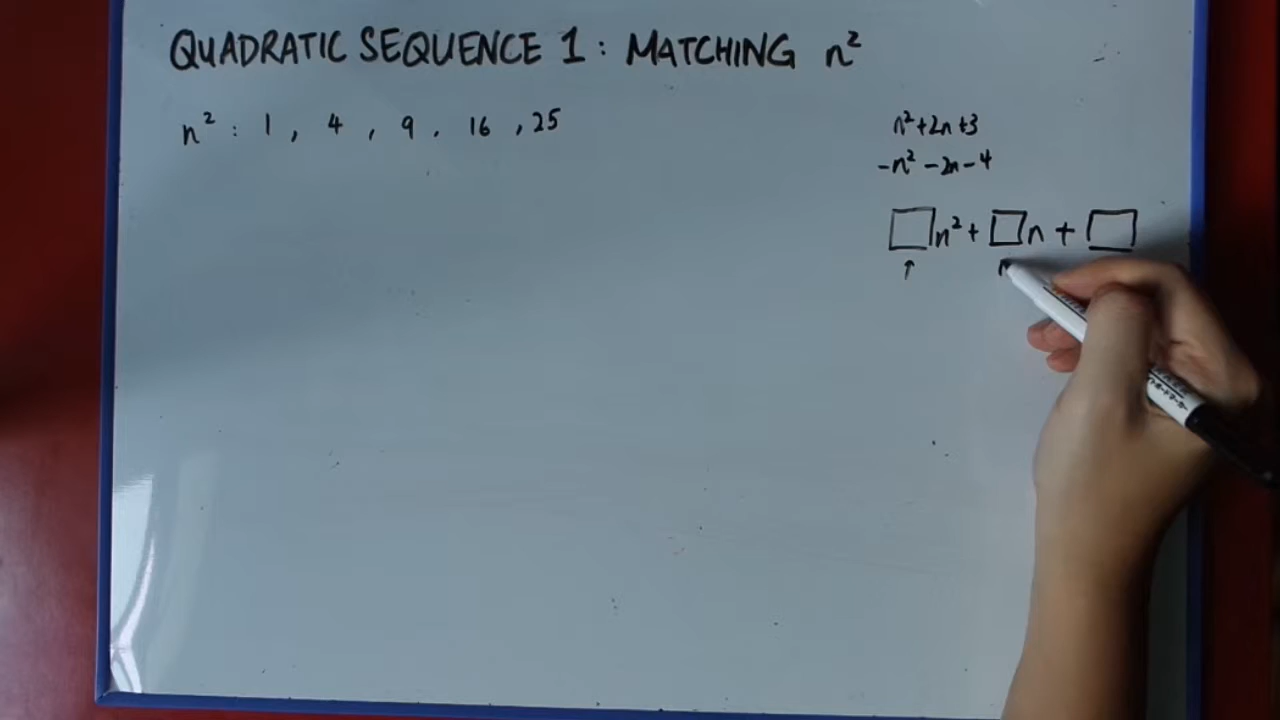 QUADRATIC SEQUENCE 1: MATCHING n²
n² : 1, 4, 9, 16, 25
n²+2n+3
-n²-2n-4
□n²+□n+□